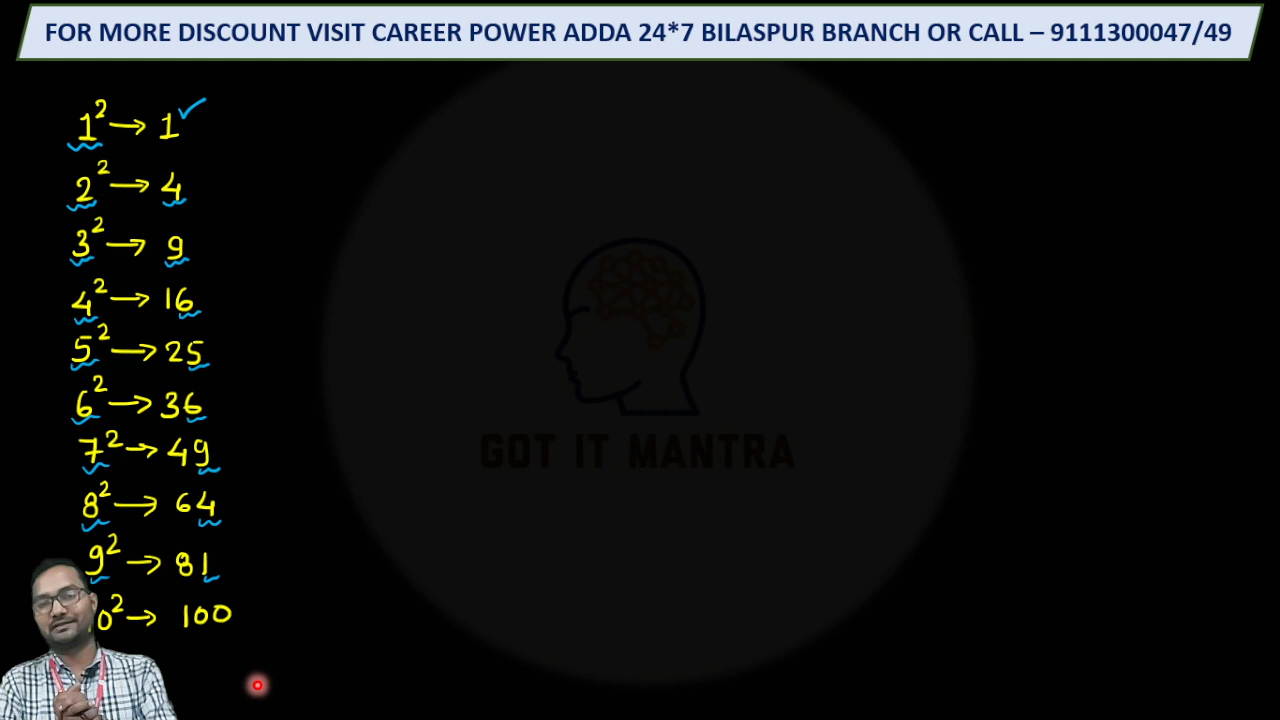 FOR MORE DISCOUNT VISIT CAREER POWER ADDA 24*7 BILASPUR BRANCH OR CALL – 9111300047/49
1² → 1
2² → 4
3² → 9
4² → 16
5² → 25
6² → 36
7² → 49
8² → 64
9² → 81
0² → 100
GOT IT MANTRA